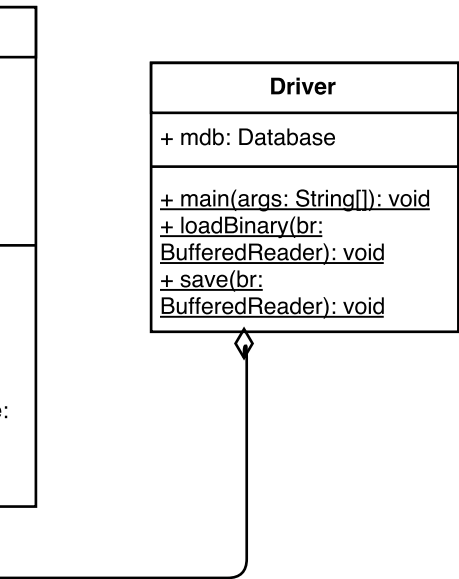 Driver
+ mdb: Database
+ main(args: String[]): void
+ loadBinary(br:
BufferedReader): void
+ save(br:
BufferedReader): void
e: